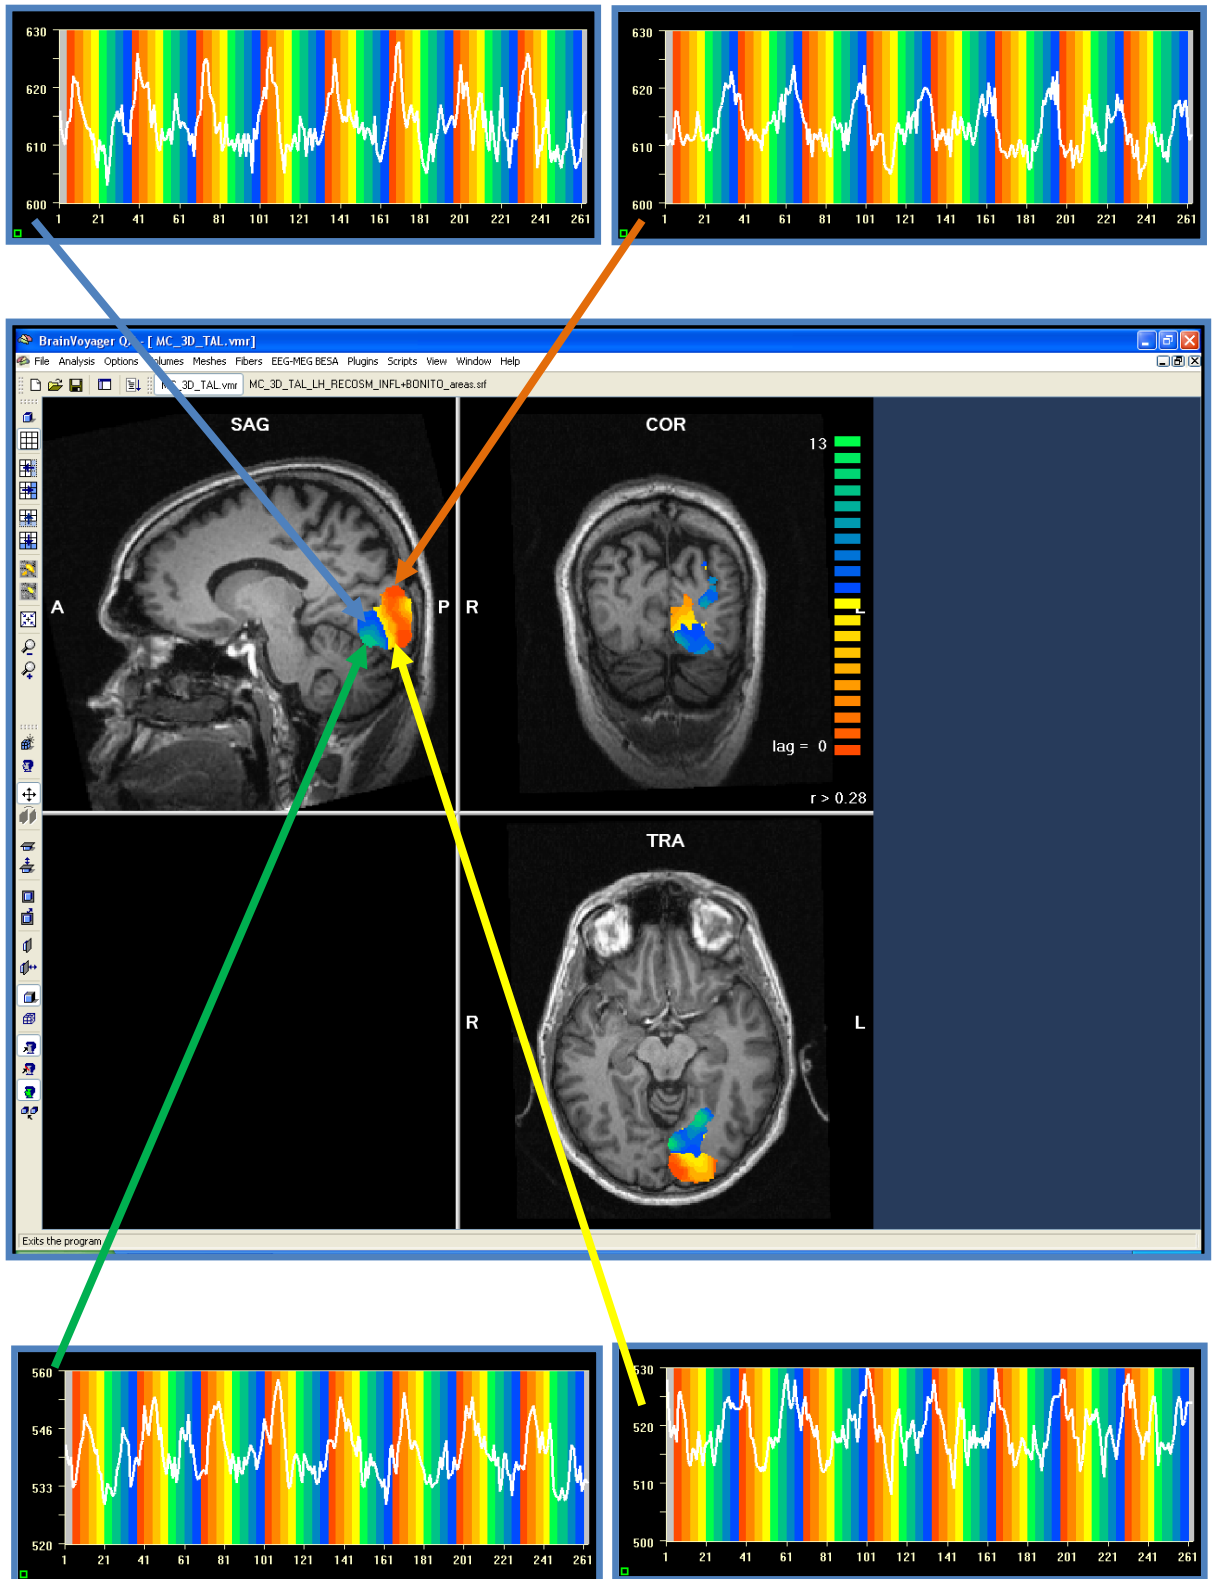 630
620
610
600
1 21 41 61 81 101 121 141 161 181 201 221 241 261
630
620
610
600
1 21 41 61 81 101 121 141 161 181 201 221 241 261
BrainVoyager Q - [ MC_3D_TAL.vmr]
File Analysis Options olumes Meshes Fibers EEG-MEG BESA Plugins Scripts View Window Help
_3D_TAL.vmr MC_3D_TAL_LH_RECOSM_INFL+BONITO_areas.srf
SAG
A
P
COR
R
L
13
lag = 0
r > 0.28
TRA
R
L
Exits the program
560
546
533
520
1 21 41 61 81 101 121 141 161 181 201 221 241 261
530
520
510
500
1 21 41 61 81 101 121 141 161 181 201 221 241 261